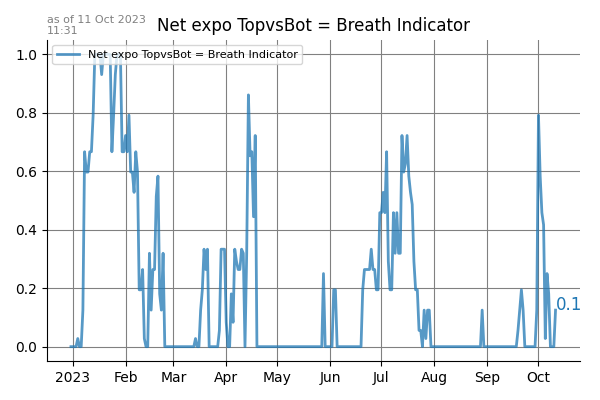 as of 11 Oct 2023
11:31
Net expo TopvsBot = Breath Indicator
Net expo TopvsBot = Breath Indicator
1.0
0.8
0.6
0.4
0.2
0.0
0.1
2023 Feb Mar Apr May Jun Jul Aug Sep Oct